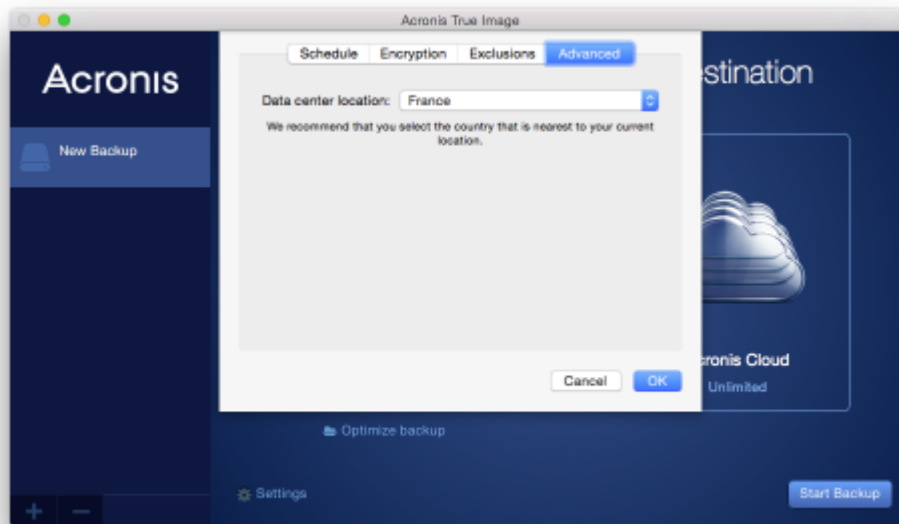 Acronis True Image
Acronis
New Backup
Schedule Encryption Exclusions Advanced
Data center location: France
We recommend that you select the country that is nearest to your current
location.
Cancel OK
estination
cronis Cloud
Unlimited
Optimize backup
Settings
Start Backup